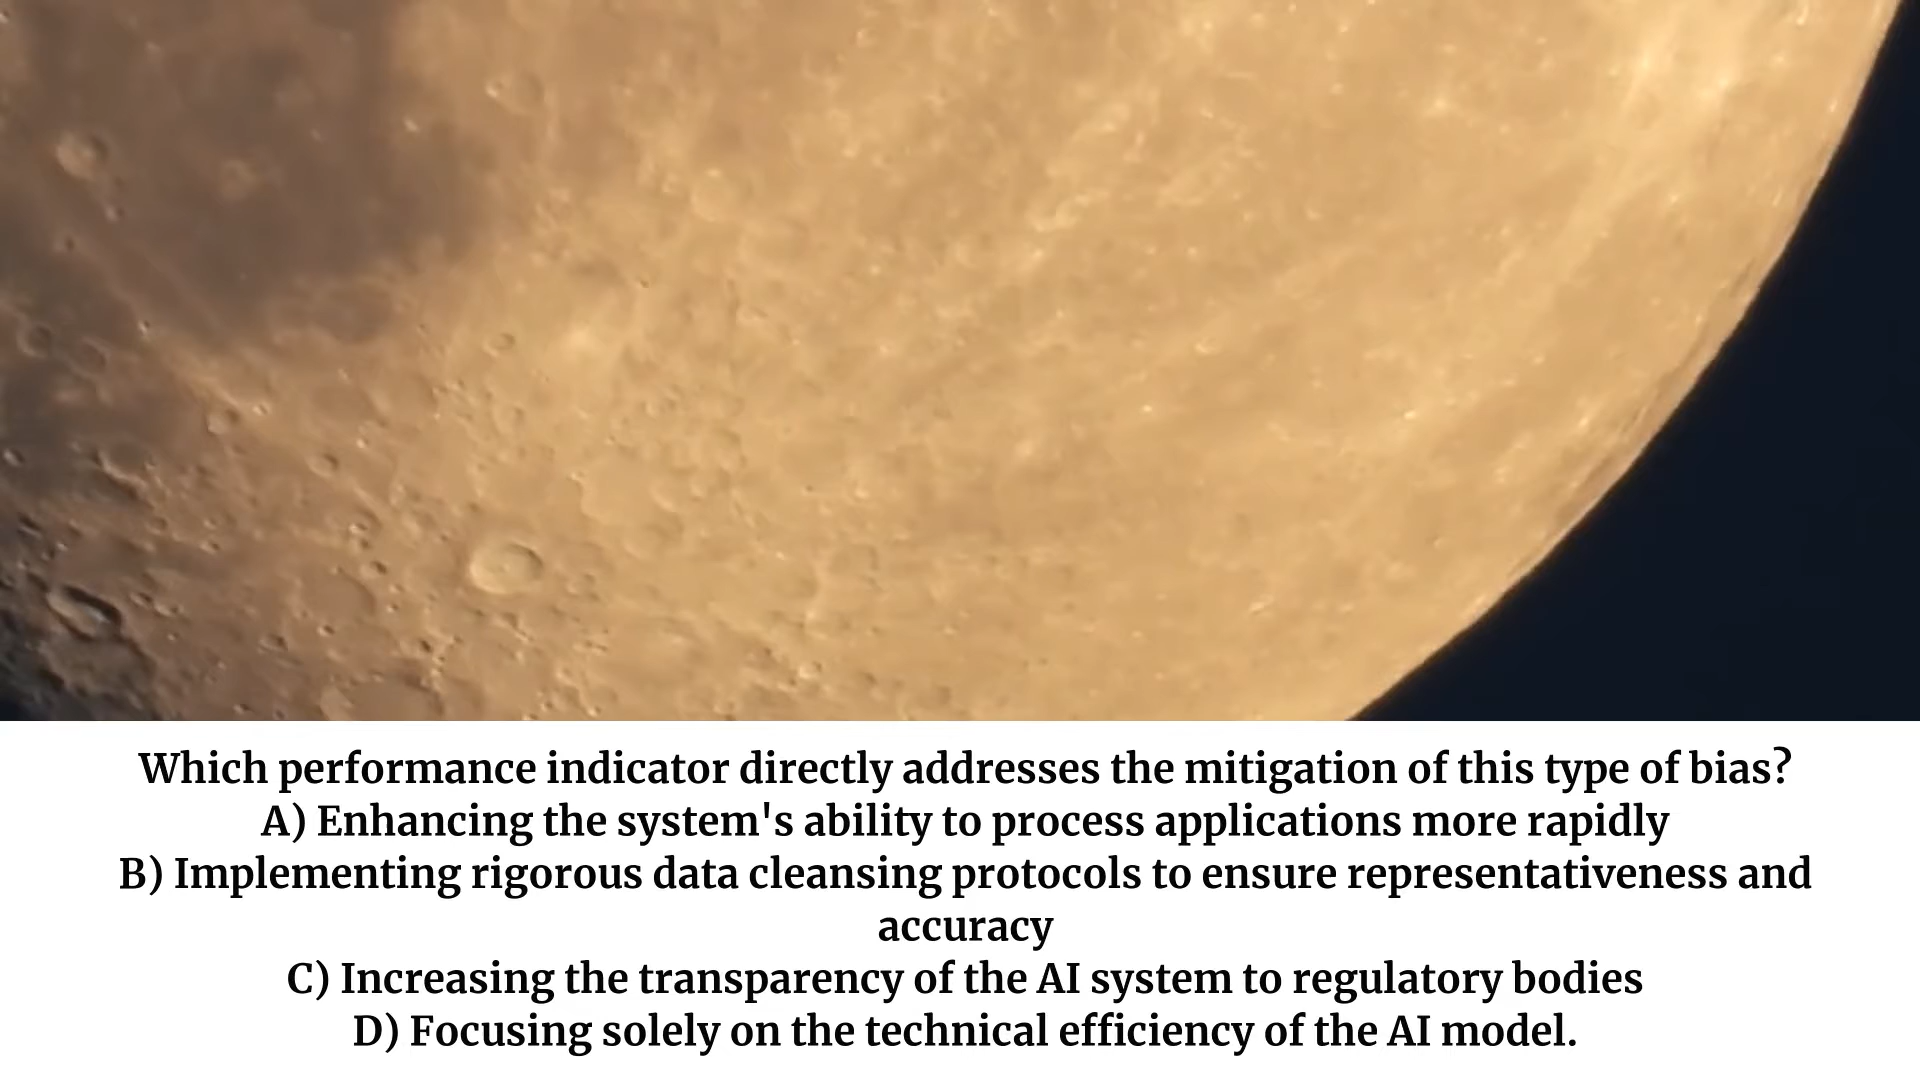 Which performance indicator directly addresses the mitigation of this type of bias?
A) Enhancing the system's ability to process applications more rapidly
B) Implementing rigorous data cleansing protocols to ensure representativeness and
accuracy
C) Increasing the transparency of the AI system to regulatory bodies
D) Focusing solely on the technical efficiency of the AI model.